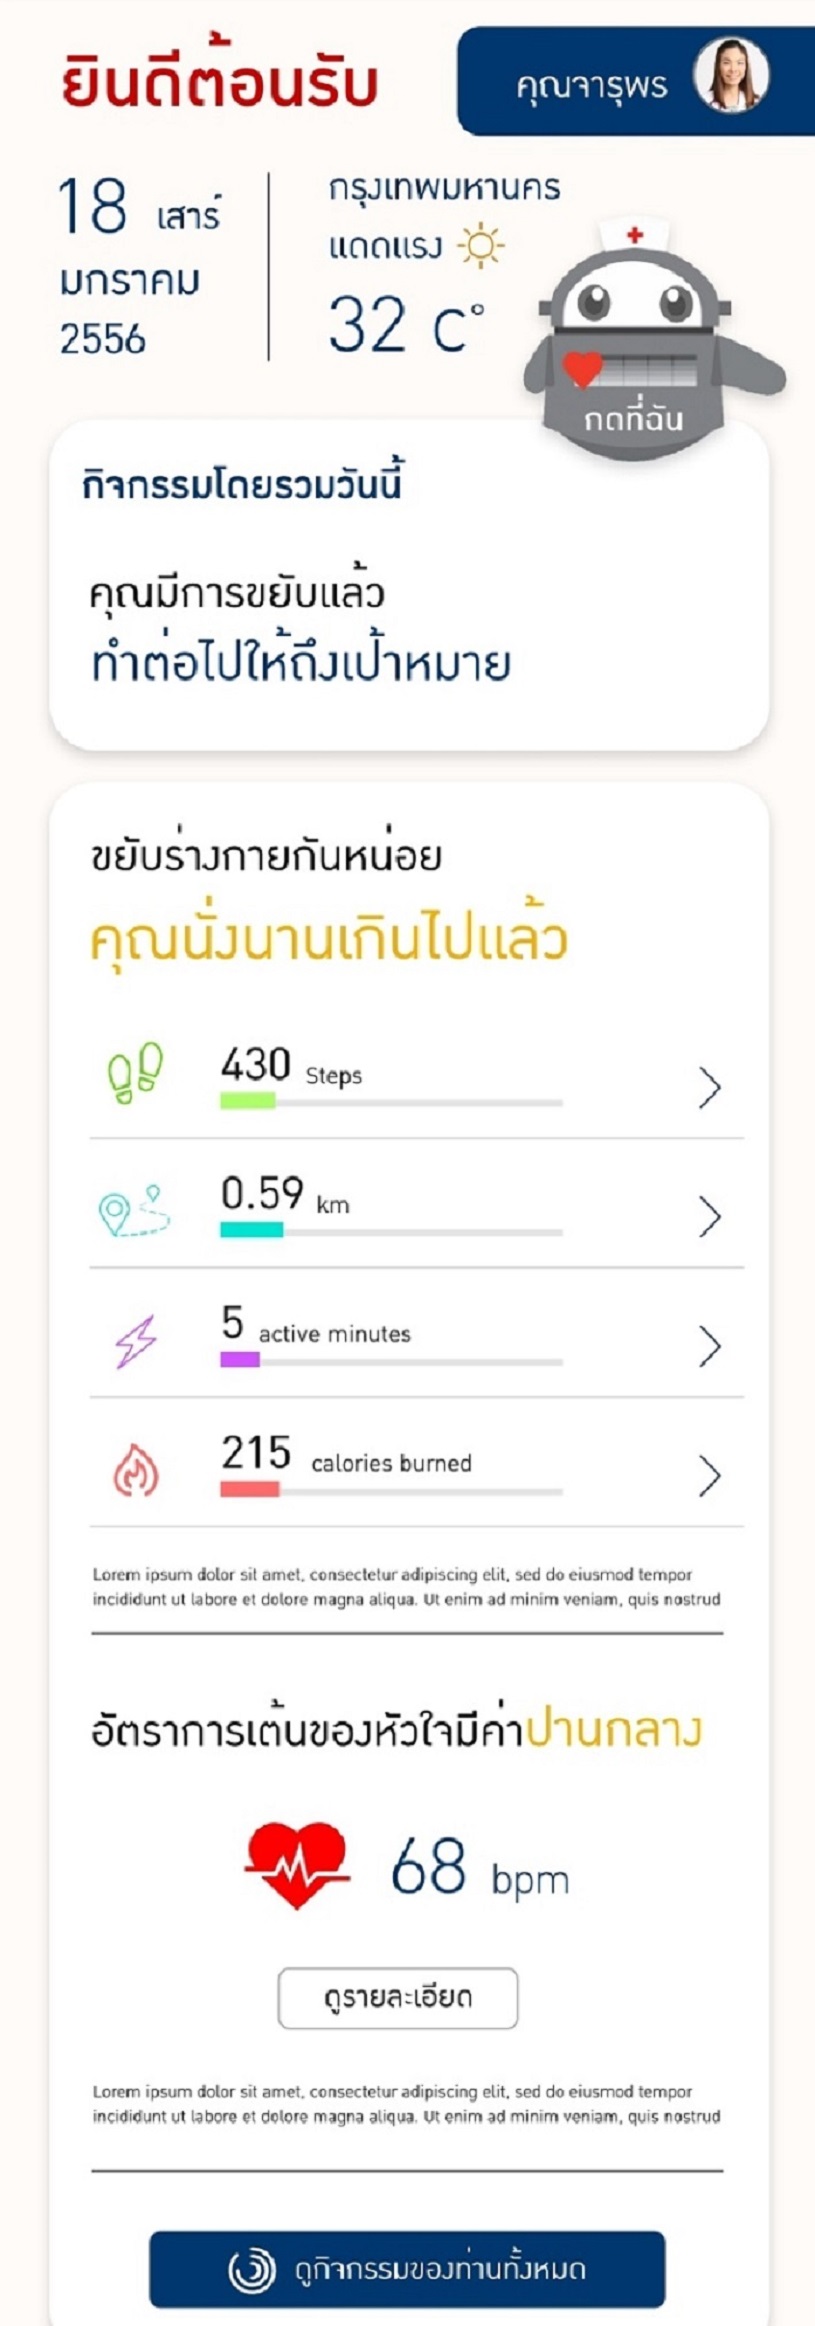 ยินดีต้อนรับ
คุณจารุพร
18 เสาร์
มกราคม
2556
กรุงเทพมหานคร
แดดแรง
32 C°
กดที่ฉัน
กิจกรรมโดยรวมวันนี้
คุณมีการขยับแล้ว
ทำต่อไปให้ถึงเป้าหมาย
ขยับร่างกายกันหน่อย
คุณนั่งนานเกินไปแล้ว
430 Steps
0.59 km
5 active minutes
215 calories burned
Lorem ipsum dolor sit amet, consectetur adipiscing elit, sed do eiusmod tempor
incididunt ut labore et dolore magna aliqua. Ut enim ad minim veniam, quis nostrud
อัตราการเต้นของหัวใจมีค่าปานกลาง
68 bpm
ดูรายละเอียด
Lorem ipsum dolor sit amet, consectetur adipiscing elit, sed do eiusmod tempor
incididunt ut labore et dolore magna aliqua. Ut enim ad minim veniam, quis nostrud
ดูกิจกรรมของท่านทั้งหมด